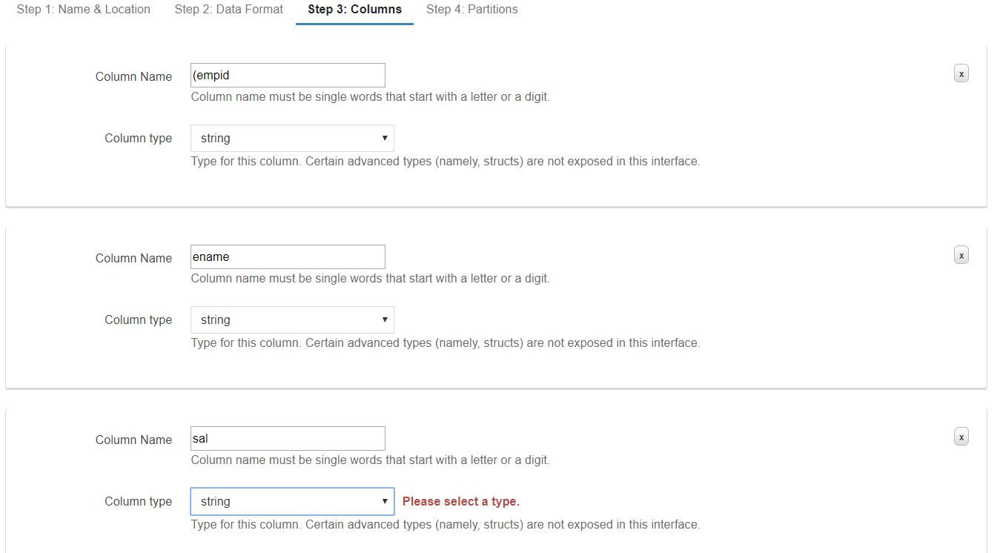 Step 1: Name & Location Step 2: Data Format Step 3: Columns Step 4: Partitions
Column Name (empid x
Column name must be single words that start with a letter or a digit.
Column type string
Type for this column. Certain advanced types (namely, structs) are not exposed in this interface.
Column Name ename x
Column name must be single words that start with a letter or a digit.
Column type string
Type for this column. Certain advanced types (namely, structs) are not exposed in this interface.
Column Name sal x
Column name must be single words that start with a letter or a digit.
Column type string Please select a type.
Type for this column. Certain advanced types (namely, structs) are not exposed in this interface.